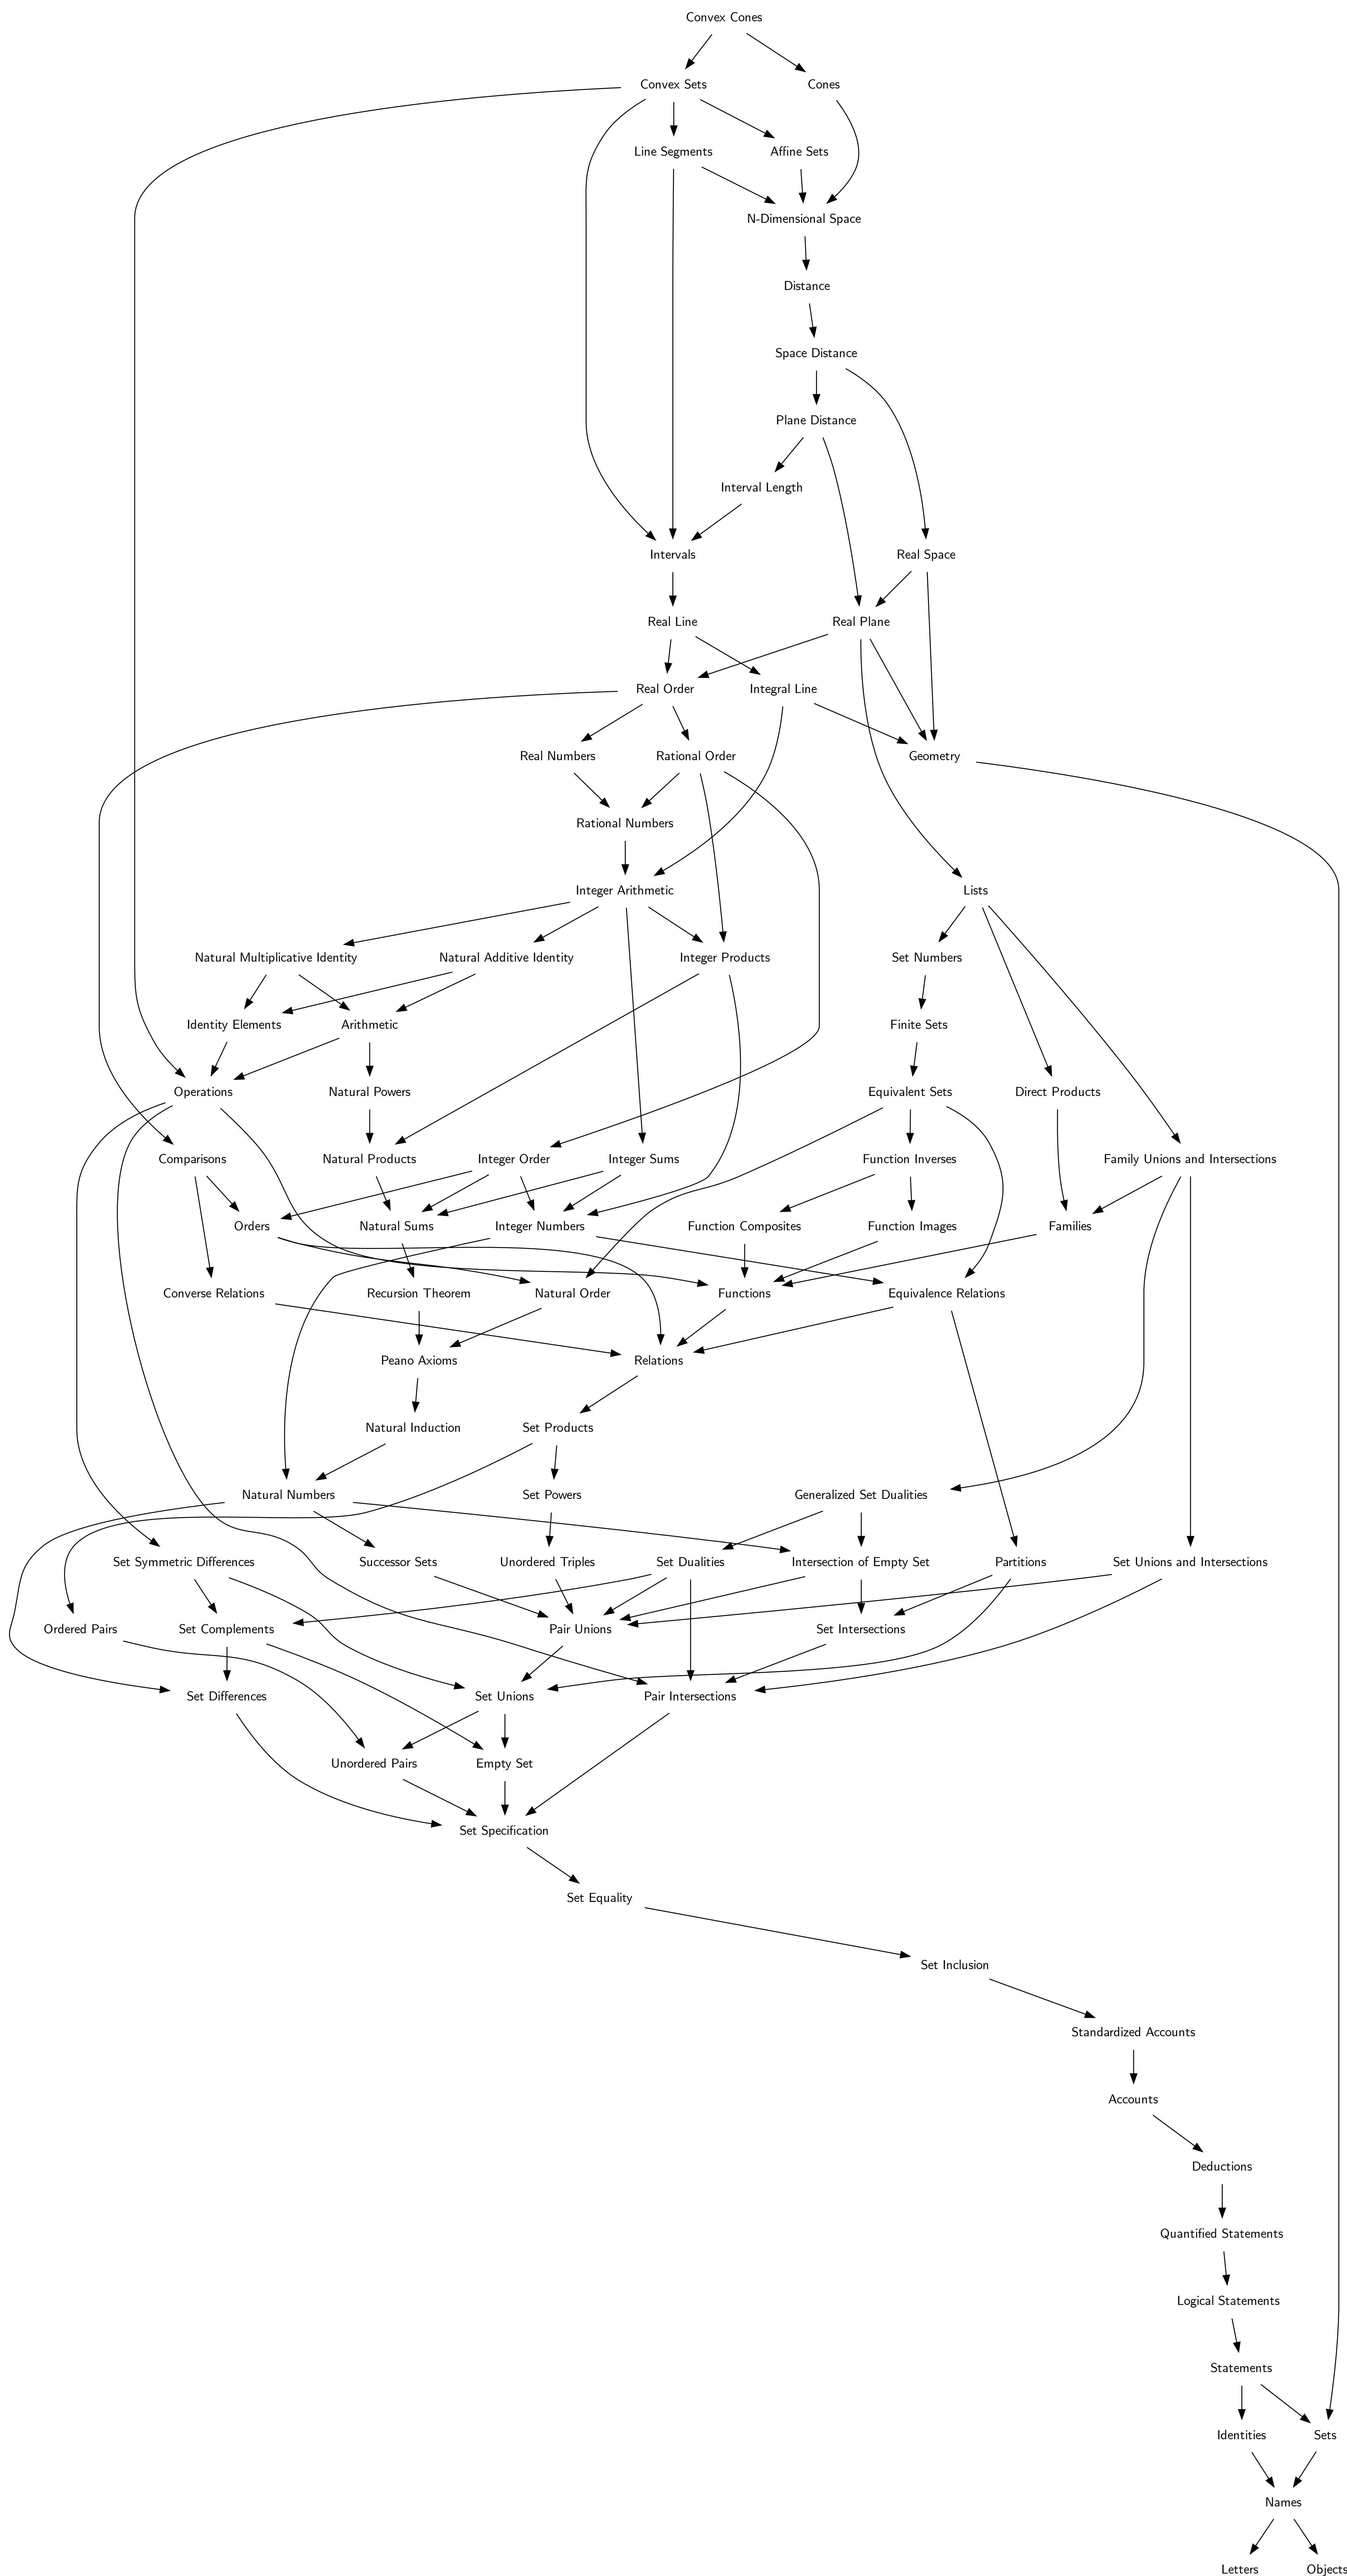 Convex Cones
Convex Sets
Cones
Line Segments
Affine Sets
N-Dimensional Space
Distance
Space Distance
Plane Distance
Interval Length
Intervals
Real Space
Real Line
Real Plane
Real Order
Integral Line
Real Numbers
Rational Order
Geometry
Rational Numbers
Integer Arithmetic
Lists
Natural Multiplicative Identity
Natural Additive Identity
Integer Products
Set Numbers
Identity Elements
Arithmetic
Finite Sets
Operations
Natural Powers
Equivalent Sets
Direct Products
Comparisons
Natural Products
Integer Order
Integer Sums
Function Inverses
Family Unions and Intersections
Orders
Natural Sums
Integer Numbers
Function Composites
Function Images
Families
Converse Relations
Recursion Theorem
Natural Order
Functions
Equivalence Relations
Peano Axioms
Relations
Natural Induction
Set Products
Natural Numbers
Set Powers
Generalized Set Dualities
Set Symmetric Differences
Successor Sets
Unordered Triples
Set Dualities
Intersection of Empty Set
Partitions
Set Unions and Intersections
Ordered Pairs
Set Complements
Pair Unions
Set Intersections
Set Differences
Set Unions
Pair Intersections
Unordered Pairs
Empty Set
Set Specification
Set Equality
Set Inclusion
Standardized Accounts
Accounts
Deductions
Quantified Statements
Logical Statements
Statements
Identities
Sets
Names
Letters
Objects